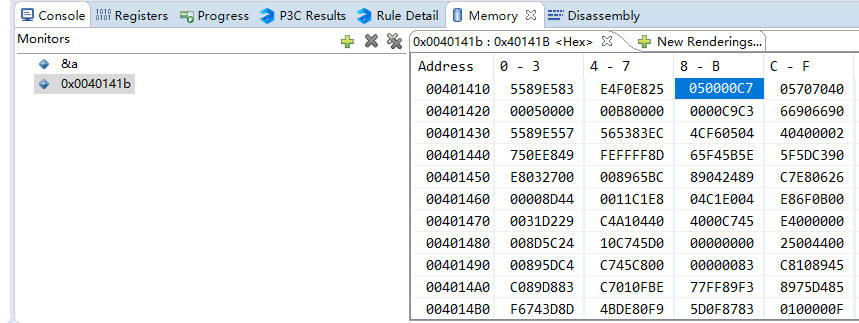 Console Registers Progress P3C Results Rule Detail Memory Disassembly
Monitors
&a
0x0040141b
0x0040141b : 0x40141B <Hex> New Renderings...
Address 0 - 3 4 - 7 8 - B C - F
00401410 5589E583 E4F0E825 050000C7 05707040
00401420 00050000 00B80000 0000C9C3 66906690
00401430 5589E557 565383EC 4CF60504 40400002
00401440 750EE849 FEFFFF8D 65F45B5E 5F5DC390
00401450 E8032700 008965BC 89042489 C7E80626
00401460 00008D44 0011C1E8 04C1E004 E86F0B00
00401470 0031D229 C4A10440 4000C745 E4000000
00401480 008D5C24 10C745D0 00000000 25004400
00401490 00895DC4 C745C800 00000083 C8108945
004014A0 C089D883 C7010FBE 77FF89F3 8975D485
004014B0 F6743D8D 4BDE80F9 5D0F8783 0100000F